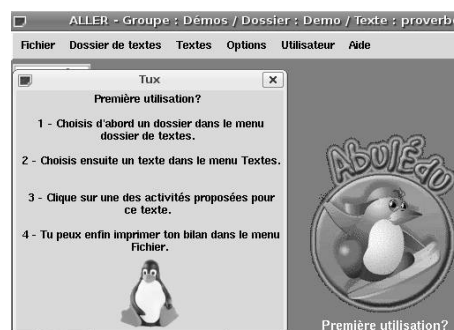 ALLER - Groupe : Démos / Dossier : Demo / Texte : proverbe
Fichier Dossier de textes Textes Options Utilisateur Aide
Tux
Première utilisation?
1 - Choisis d'abord un dossier dans le menu
dossier de textes.
2 - Choisis ensuite un texte dans le menu Textes.
3 - Clique sur une des activités proposées pour
ce texte.
4 - Tu peux enfin imprimer ton bilan dans le menu
Fichier.
AbulÉdu
Première utilisation?